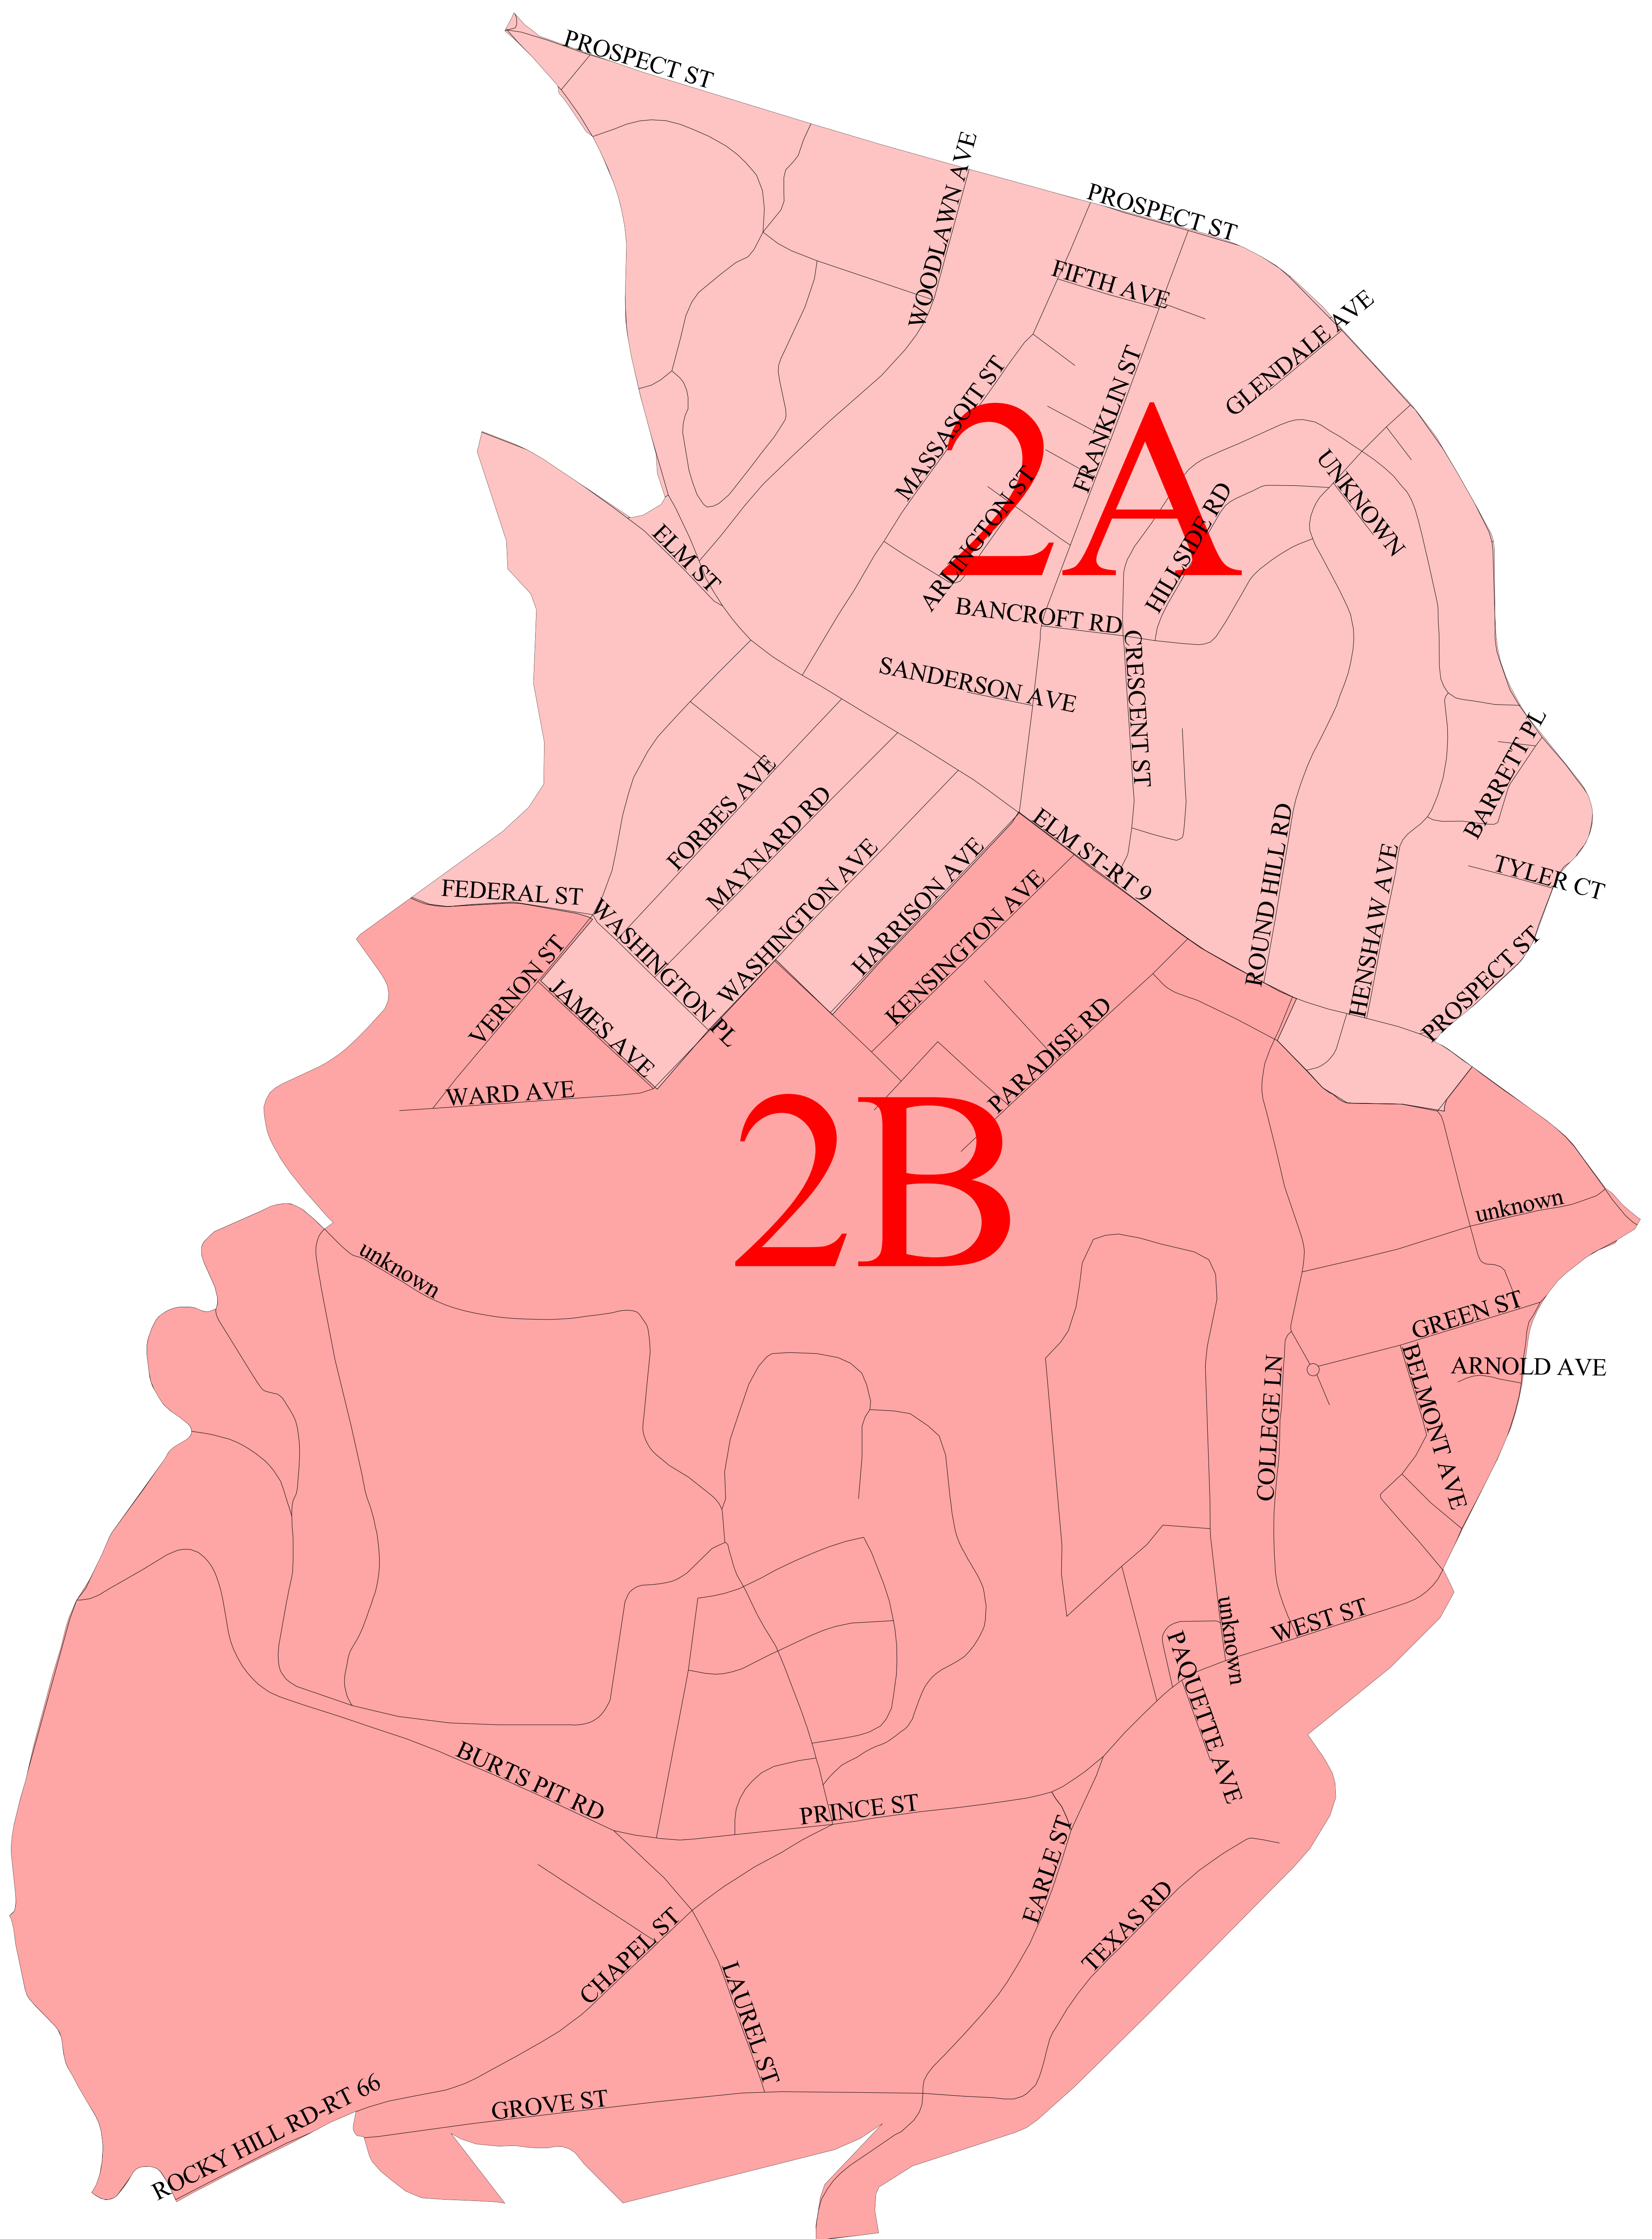 PROSPECT ST
WOODLAWN AVE
PROSPECT ST
FIFTH AVE
GLENDALE AVE
MASSASOIT ST
FRANKLIN ST
2A
ARLINGTON ST
HILLSIDE RD
UNKNOWN
ELM ST
BANCROFT RD
CRESCENT ST
SANDERSON AVE
BARRETT PL
FORBES AVE
MAYNARD RD
WASHINGTON AVE
HARRISON AVE
ELM ST-RT 9
KENSINGTON AVE
ROUND HILL RD
HENSHAW AVE
TYLER CT
FEDERAL ST
WASHINGTON PL
VERNON ST
JAMES AVE
PROSPECT ST
PARADISE RD
WARD AVE
2B
unknown
unknown
GREEN ST
ARNOLD AVE
BELMONT AVE
COLLEGE LN
WEST ST
unknown
PAQUETTE AVE
BURTS PIT RD
PRINCE ST
EARLE ST
TEXAS RD
CHAPEL ST
LAUREL ST
GROVE ST
ROCKY HILL RD-RT 66